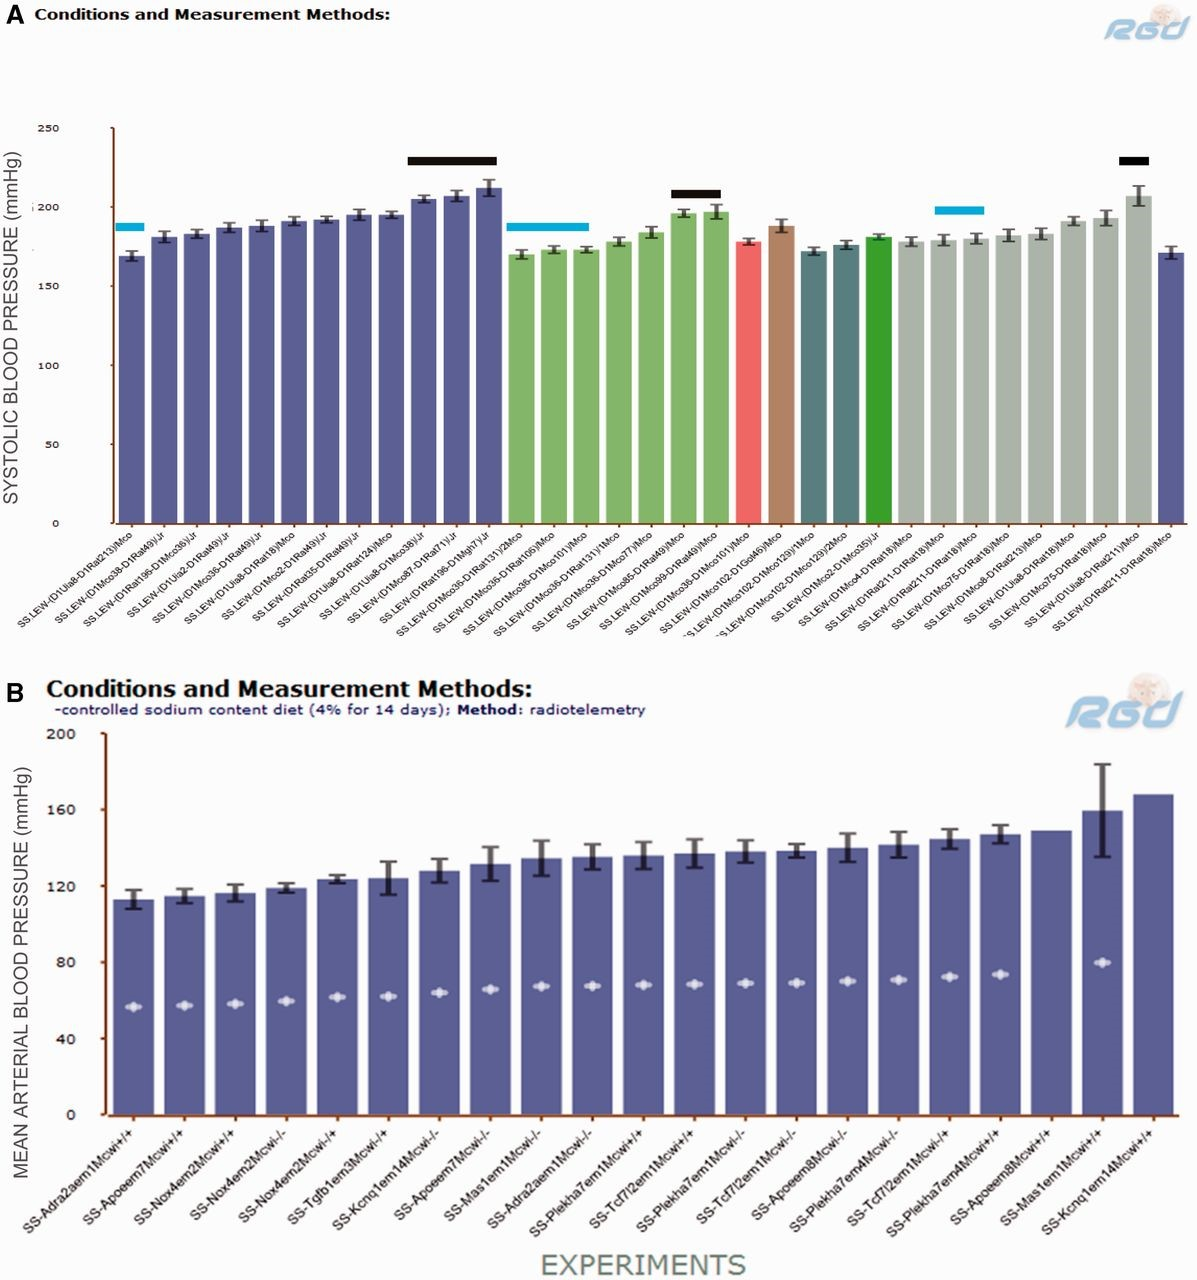 A Conditions and Measurement Methods:
RGD
SYSTOLIC BLOOD PRESSURE (mmHg)
250
200
150
100
50
0
SS.LEW-(D1Uia8-D1Rat213)/Mco
SS.LEW-(D1Mco38-D1Rat49)/Jr
SS.LEW-(D1Rat196-D1Mco36)/Jr
SS.LEW-(D1Uia2-D1Rat49)/Jr
SS.LEW-(D1Mco36-D1Rat49)/Jr
SS.LEW-(D1Uia8-D1Rat18)/Mco
SS.LEW-(D1Mco2-D1Rat49)/Jr
SS.LEW-(D1Rat35-D1Rat49)/Jr
SS.LEW-(D1Uia8-D1Rat124)/Mco
SS.LEW-(D1Uia8-D1Mco38)/Jr
SS.LEW-(D1Mco87-D1Rat71)/Jr
SS.LEW-(D1Rat196-D1Mgh7)/Jr
SS.LEW-(D1Mco36-D1Rat131)/2Mco
SS.LEW-(D1Mco36-D1Rat106)/Mco
SS.LEW-(D1Mco36-D1Mco101)/Mco
SS.LEW-(D1Mco36-D1Rat131)/1Mco
SS.LEW-(D1Mco36-D1Mco77)/Mco
SS.LEW-(D1Mco85-D1Rat49)/Mco
SS.LEW-(D1Mco99-D1Rat49)/Mco
SS.LEW-(D1Mco36-D1Mco101)/Mco
SS.LEW-(D1Mco102-D1Got46)/Mco
SS.LEW-(D1Mco102-D1Mco129)/1Mco
SS.LEW-(D1Mco102-D1Mco129)/2Mco
SS.LEW-(D1Mco2-D1Mco35)/Jr
SS.LEW-(D1Mco4-D1Rat18)/Mco
SS.LEW-(D1Rat211-D1Rat18)/Mco
SS.LEW-(D1Rat211-D1Rat18)/Mco
SS.LEW-(D1Mco75-D1Rat18)/Mco
SS.LEW-(D1Mco8-D1Rat213)/Mco
SS.LEW-(D1Uia8-D1Rat18)/Mco
SS.LEW-(D1Mco75-D1Rat18)/Mco
SS.LEW-(D1Uia8-D1Rat211)/Mco
SS.LEW-(D1Rat211-D1Rat18)/Mco
B Conditions and Measurement Methods:
-controlled sodium content diet (4% for 14 days); Method: radiotelemetry
RGD
MEAN ARTERIAL BLOOD PRESSURE (mmHg)
200
160
120
80
40
0
SS-Adra2aem1Mcwi+/+
SS-Apoeem7Mcwi+/+
SS-Nox4em2Mcwi+/+
SS-Nox4em2Mcwi-/-
SS-Nox4em2Mcwi-/+
SS-Tgfb1em3Mcwi-/+
SS-Kcnq1em14Mcwi-/-
SS-Apoeem7Mcwi-/-
SS-Mas1em1Mcwi-/-
SS-Adra2aem1Mcwi-/-
SS-Plekha7em1Mcwi+/+
SS-Tcf7l2em1Mcwi+/+
SS-Plekha7em1Mcwi-/-
SS-Tcf7l2em1Mcwi-/-
SS-Apoeem8Mcwi-/-
SS-Plekha7em4Mcwi-/-
SS-Tcf7l2em1Mcwi-/+
SS-Plekha7em4Mcwi+/+
SS-Apoeem8Mcwi+/+
SS-Mas1em1Mcwi+/+
SS-Kcnq1em14Mcwi+/+
EXPERIMENTS